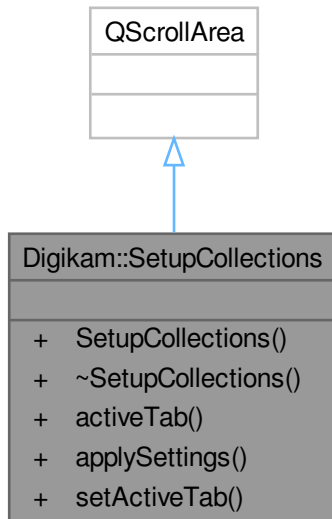 QScrollArea
Digikam::SetupCollections
+ SetupCollections()
+ ~SetupCollections()
+ activeTab()
+ applySettings()
+ setActiveTab()